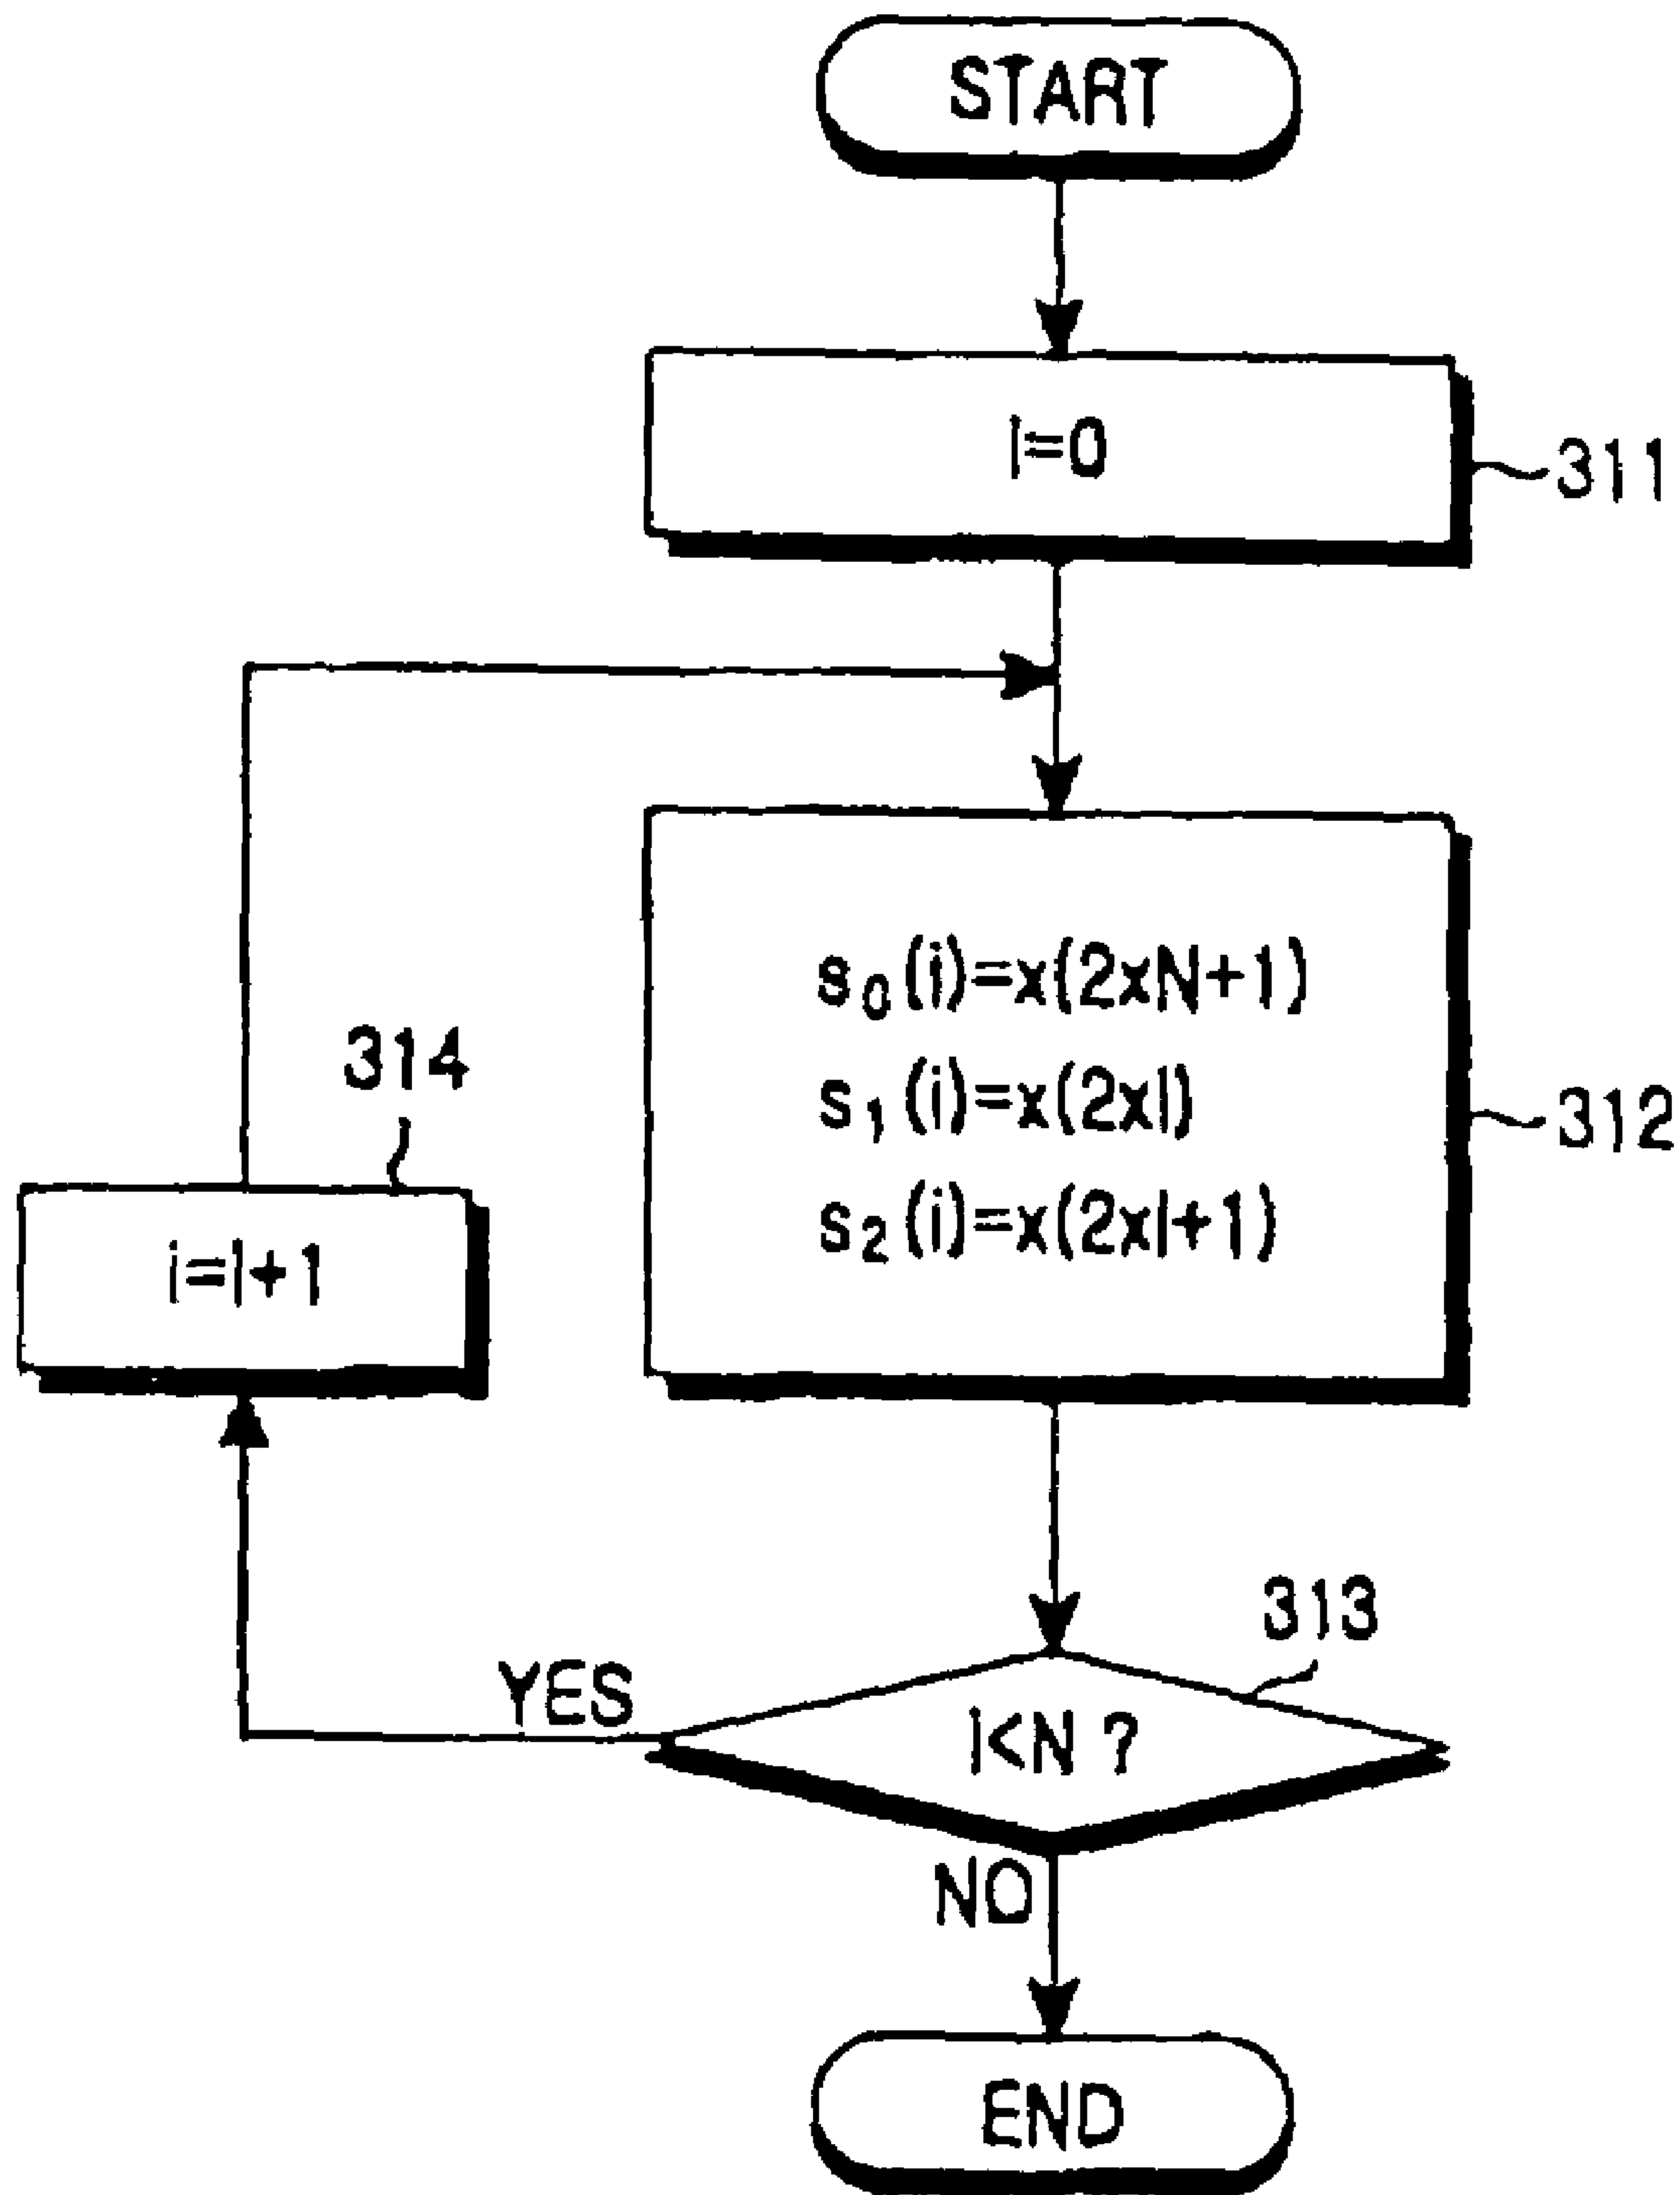 START
i=0
311
s₀(i)=x(2xN+1)
s₁(i)=x(2xI)
s₂(i)=x(2xI+1)
312
314
i=I+1
313
I<N ?
YES
NO
END